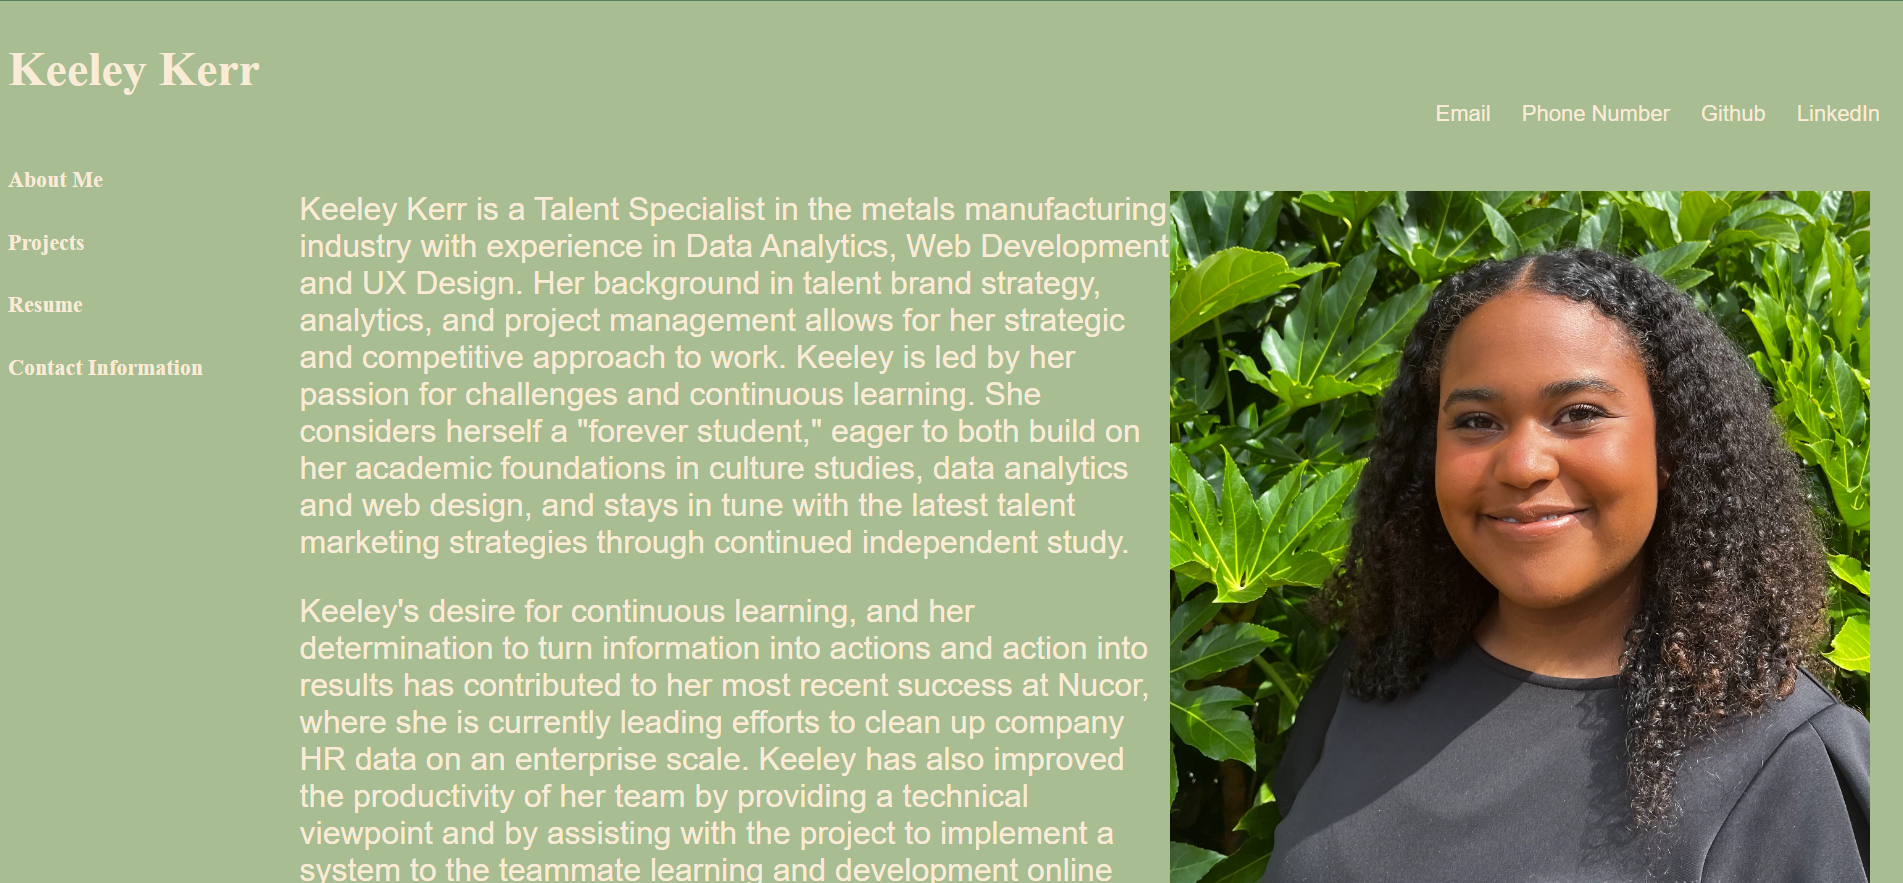 Keeley Kerr
Email Phone Number Github LinkedIn
About Me
Projects
Resume
Contact Information
Keeley Kerr is a Talent Specialist in the metals manufacturing
industry with experience in Data Analytics, Web Development
and UX Design. Her background in talent brand strategy,
analytics, and project management allows for her strategic
and competitive approach to work. Keeley is led by her
passion for challenges and continuous learning. She
considers herself a "forever student," eager to both build on
her academic foundations in culture studies, data analytics
and web design, and stays in tune with the latest talent
marketing strategies through continued independent study.
Keeley's desire for continuous learning, and her
determination to turn information into actions and action into
results has contributed to her most recent success at Nucor,
where she is currently leading efforts to clean up company
HR data on an enterprise scale. Keeley has also improved
the productivity of her team by providing a technical
viewpoint and by assisting with the project to implement a
system to the teammate learning and development online